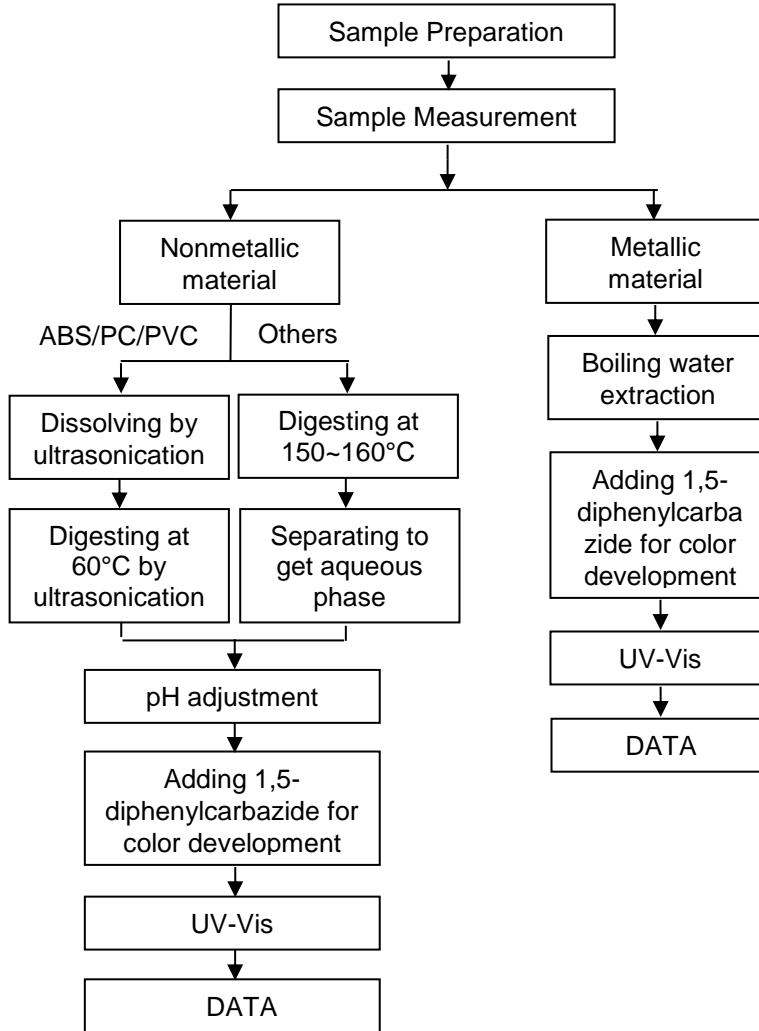 Sample Preparation
Sample Measurement
Nonmetallic
material
Metallic
material
ABS/PC/PVC
Others
Boiling water
extraction
Dissolving by
ultrasonication
Digesting at
150~160°C
Adding 1,5-
diphenylcarba
zide for color
development
Digesting at
60°C by
ultrasonication
Separating to
get aqueous
phase
UV-Vis
pH adjustment
DATA
Adding 1,5-
diphenylcarbazide for
color development
UV-Vis
DATA